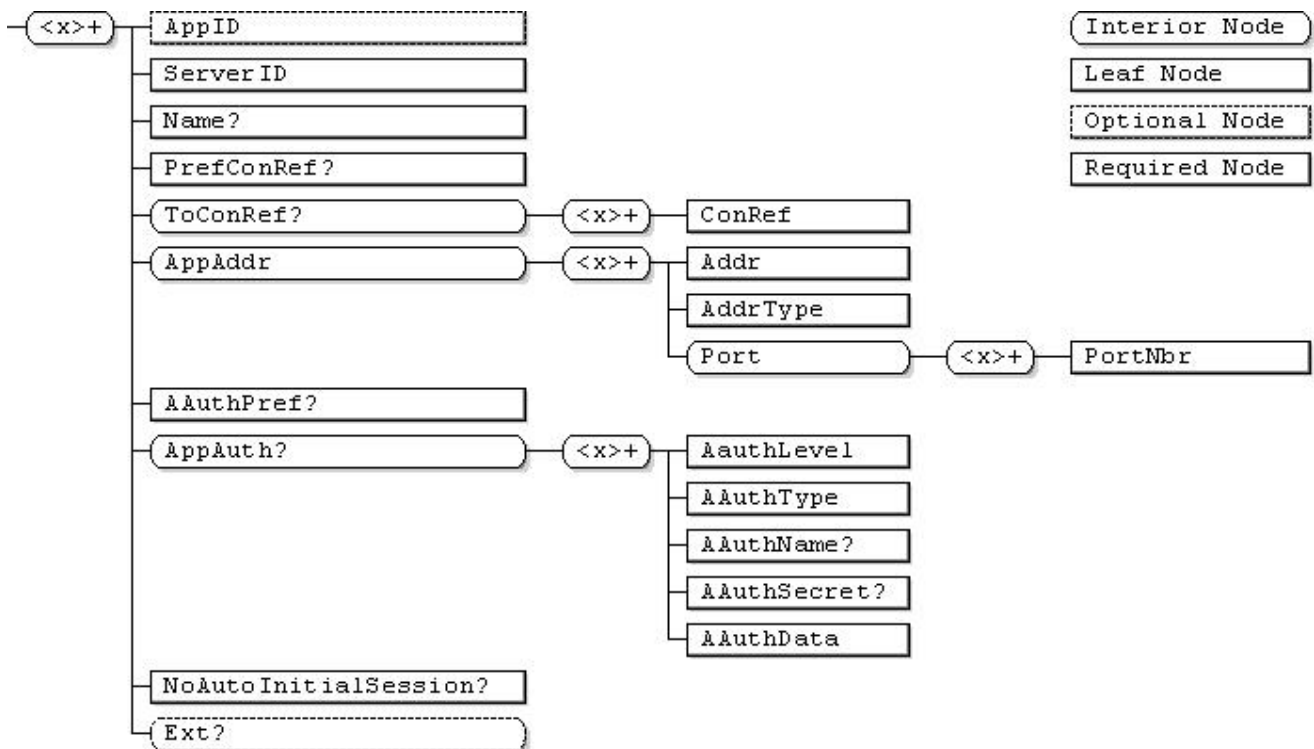 <x>+
AppID
Interior Node
ServerID
Leaf Node
Name?
Optional Node
PrefConRef?
Required Node
ToConRef?
<x>+
ConRef
AppAddr
<x>+
Addr
AddrType
Port
<x>+
PortNbr
AAuthPref?
AppAuth?
<x>+
AauthLevel
AAuthType
AAuthName?
AAuthSecret?
AAuthData
NoAutoInitialSession?
Ext?